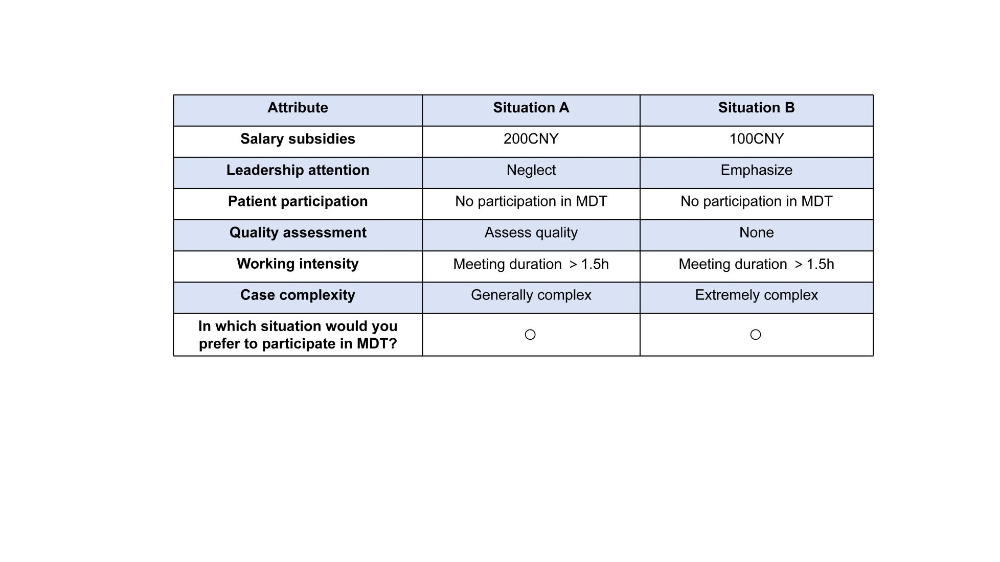 Attribute Situation A Situation B
Salary subsidies 200CNY 100CNY
Leadership attention Neglect Emphasize
Patient participation No participation in MDT No participation in MDT
Quality assessment Assess quality None
Working intensity Meeting duration > 1.5h Meeting duration > 1.5h
Case complexity Generally complex Extremely complex
In which situation would you
prefer to participate in MDT?